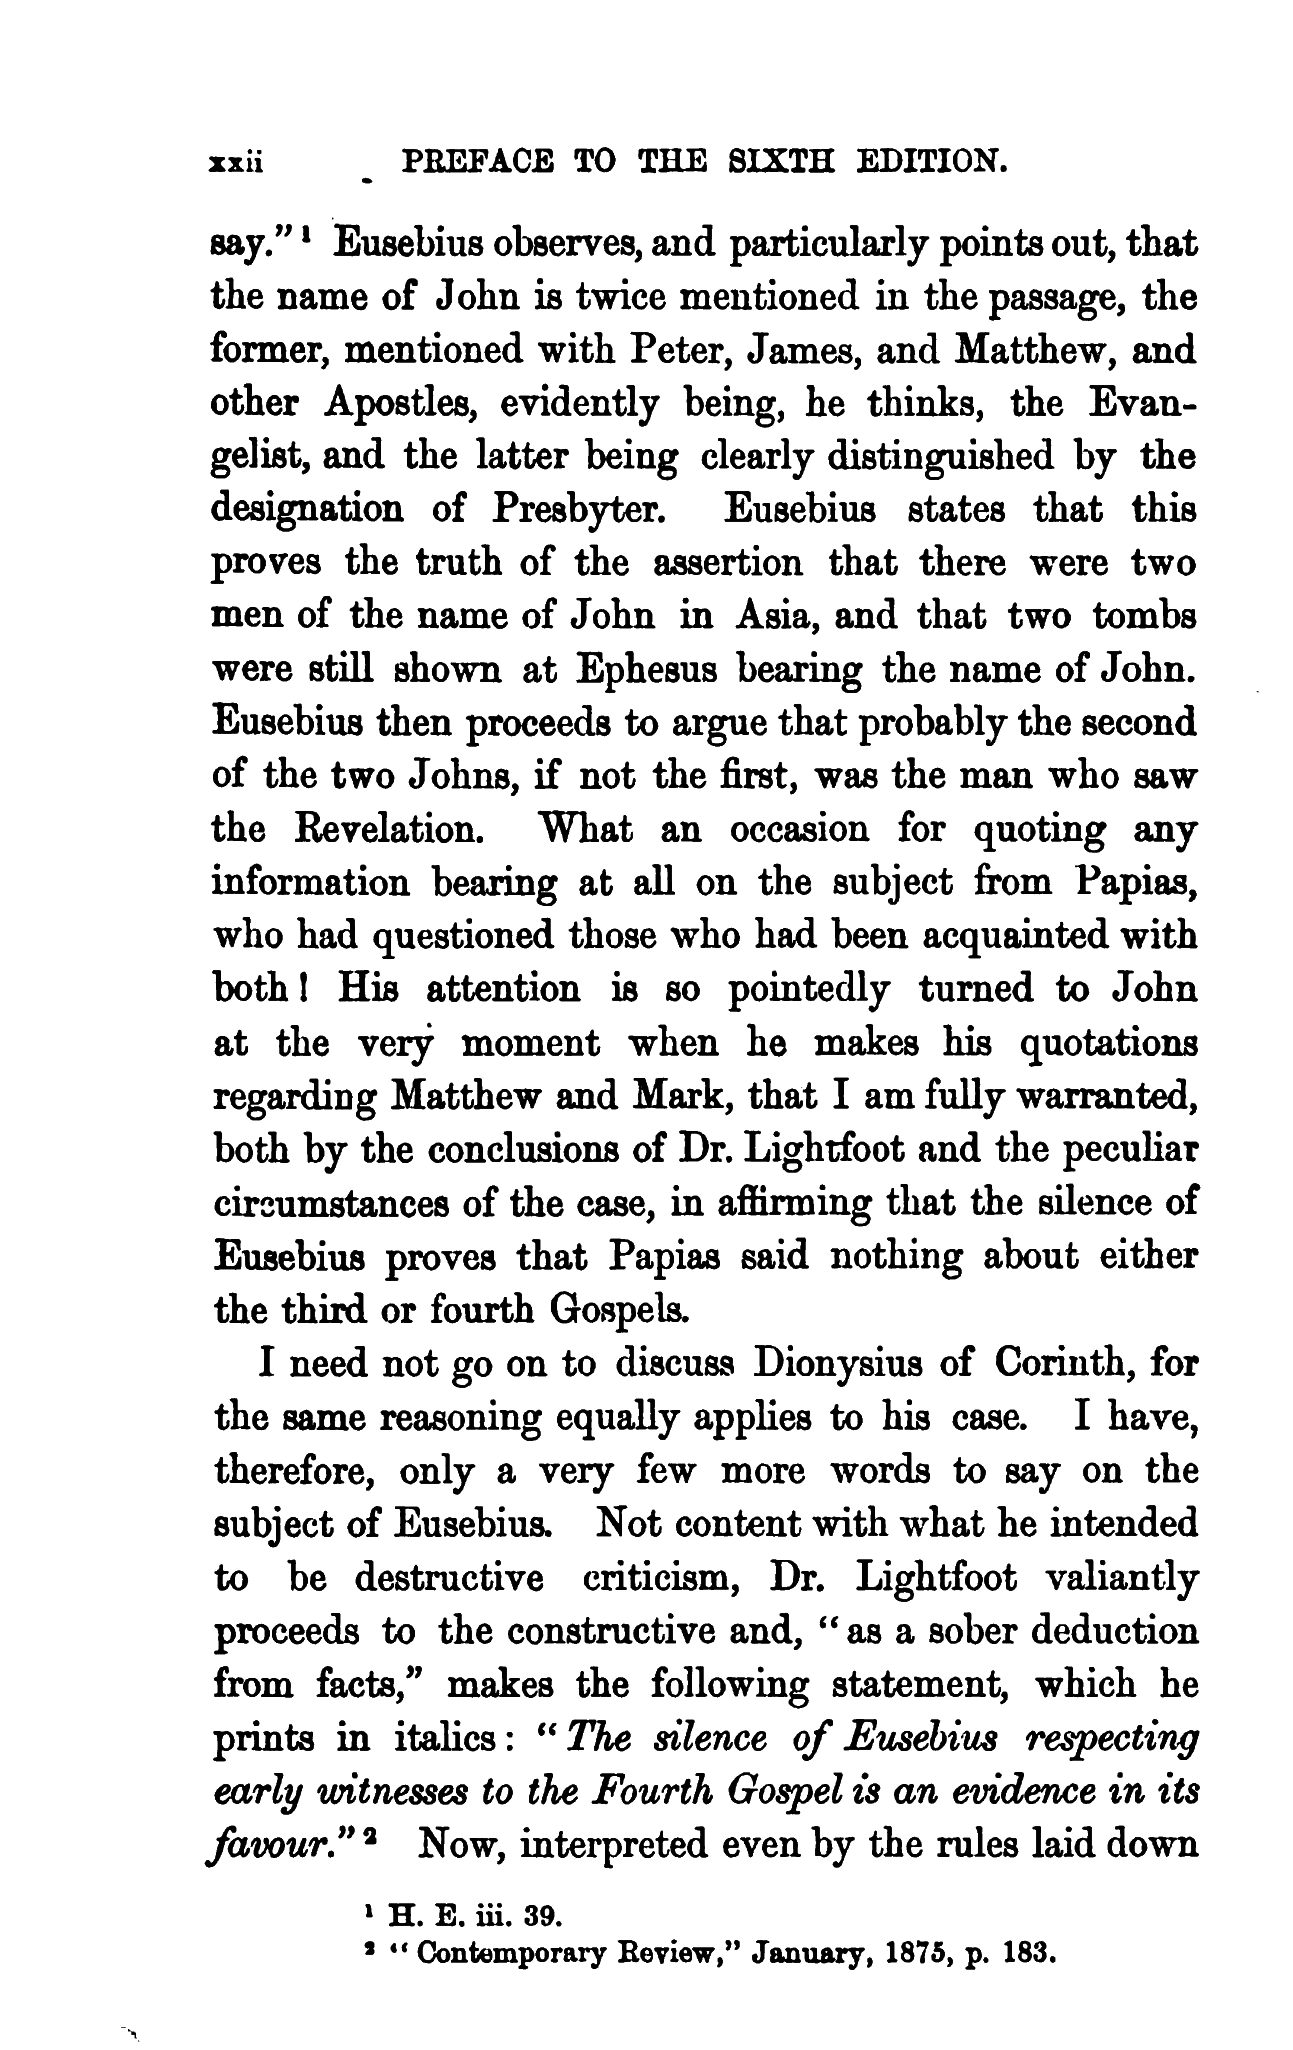 xxii PREFACE TO THE SIXTH EDITION.
say." ¹ Eusebius observes, and particularly points out, that
the name of John is twice mentioned in the passage, the
former, mentioned with Peter, James, and Matthew, and
other Apostles, evidently being, he thinks, the Evan-
gelist, and the latter being clearly distinguished by the
designation of Presbyter. Eusebius states that this
proves the truth of the assertion that there were two
men of the name of John in Asia, and that two tombs
were still shown at Ephesus bearing the name of John.
Eusebius then proceeds to argue that probably the second
of the two Johns, if not the first, was the man who saw
the Revelation. What an occasion for quoting any
information bearing at all on the subject from Papias,
who had questioned those who had been acquainted with
both! His attention is so pointedly turned to John
at the very moment when he makes his quotations
regarding Matthew and Mark, that I am fully warranted,
both by the conclusions of Dr. Lightfoot and the peculiar
circumstances of the case, in affirming that the silence of
Eusebius proves that Papias said nothing about either
the third or fourth Gospels.
I need not go on to discuss Dionysius of Corinth, for
the same reasoning equally applies to his case. I have,
therefore, only a very few more words to say on the
subject of Eusebius. Not content with what he intended
to be destructive criticism, Dr. Lightfoot valiantly
proceeds to the constructive and, "as a sober deduction
from facts," makes the following statement, which he
prints in italics: "The silence of Eusebius respecting
early witnesses to the Fourth Gospel is an evidence in its
favour." ² Now, interpreted even by the rules laid down
¹ H. E. iii. 39.
² "Contemporary Review," January, 1875, p. 183.